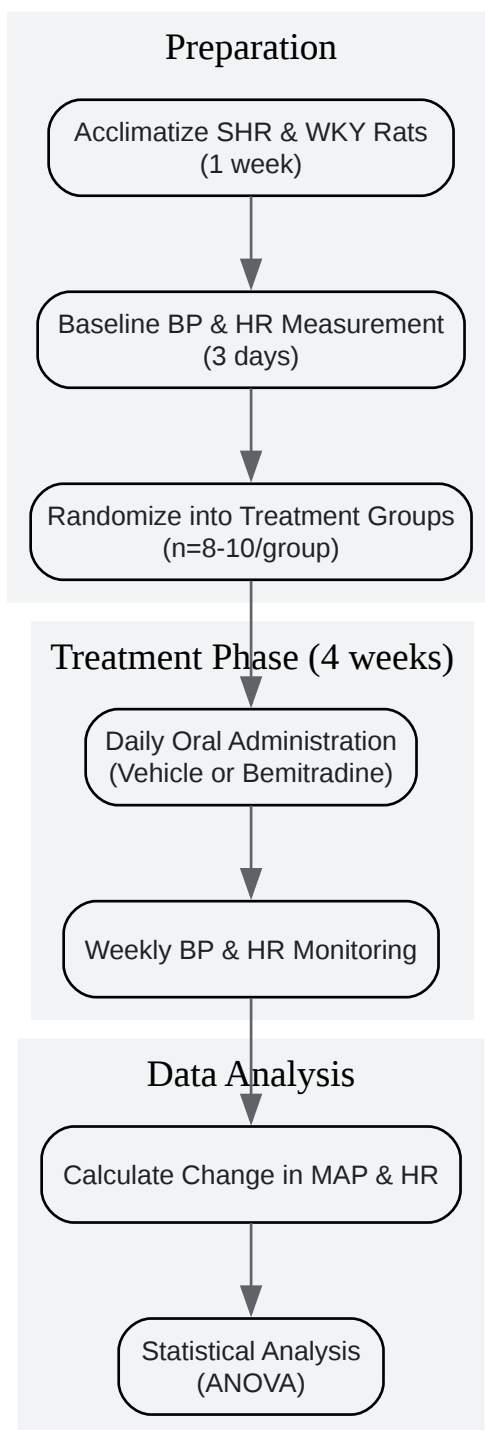 Preparation
Acclimatize SHR & WKY Rats
(1 week)
Baseline BP & HR Measurement
(3 days)
Randomize into Treatment Groups
(n=8-10/group)
Treatment Phase (4 weeks)
Daily Oral Administration
(Vehicle or Bemitradine)
Weekly BP & HR Monitoring
Data Analysis
Calculate Change in MAP & HR
Statistical Analysis
(ANOVA)